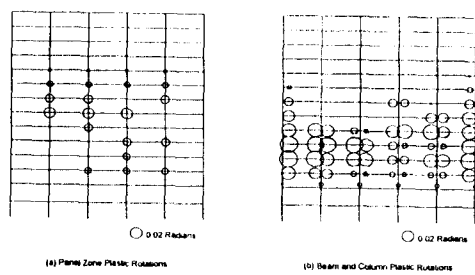 0.02 Radians
0.02 Radians
(a) Panel Zone Plastic Rotations
(b) Beam and Column Plastic Rotations